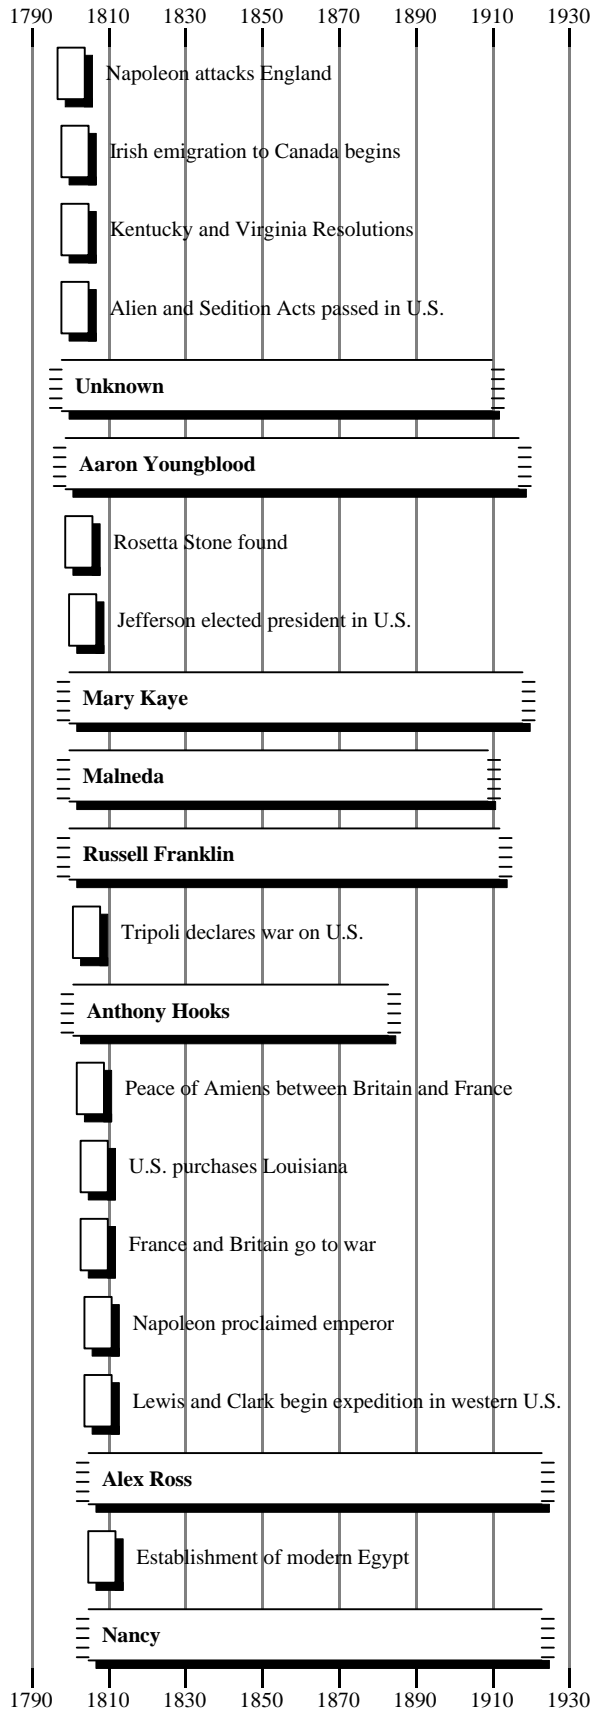 1790 1810 1830 1850 1870 1890 1910 1930
Napoleon attacks England
Irish emigration to Canada begins
Kentucky and Virginia Resolutions
Alien and Sedition Acts passed in U.S.
Unknown
Aaron Youngblood
Rosetta Stone found
Jefferson elected president in U.S.
Mary Kaye
Malneda
Russell Franklin
Tripoli declares war on U.S.
Anthony Hooks
Peace of Amiens between Britain and France
U.S. purchases Louisiana
France and Britain go to war
Napoleon proclaimed emperor
Lewis and Clark begin expedition in western U.S.
Alex Ross
Establishment of modern Egypt
Nancy
1790 1810 1830 1850 1870 1890 1910 1930